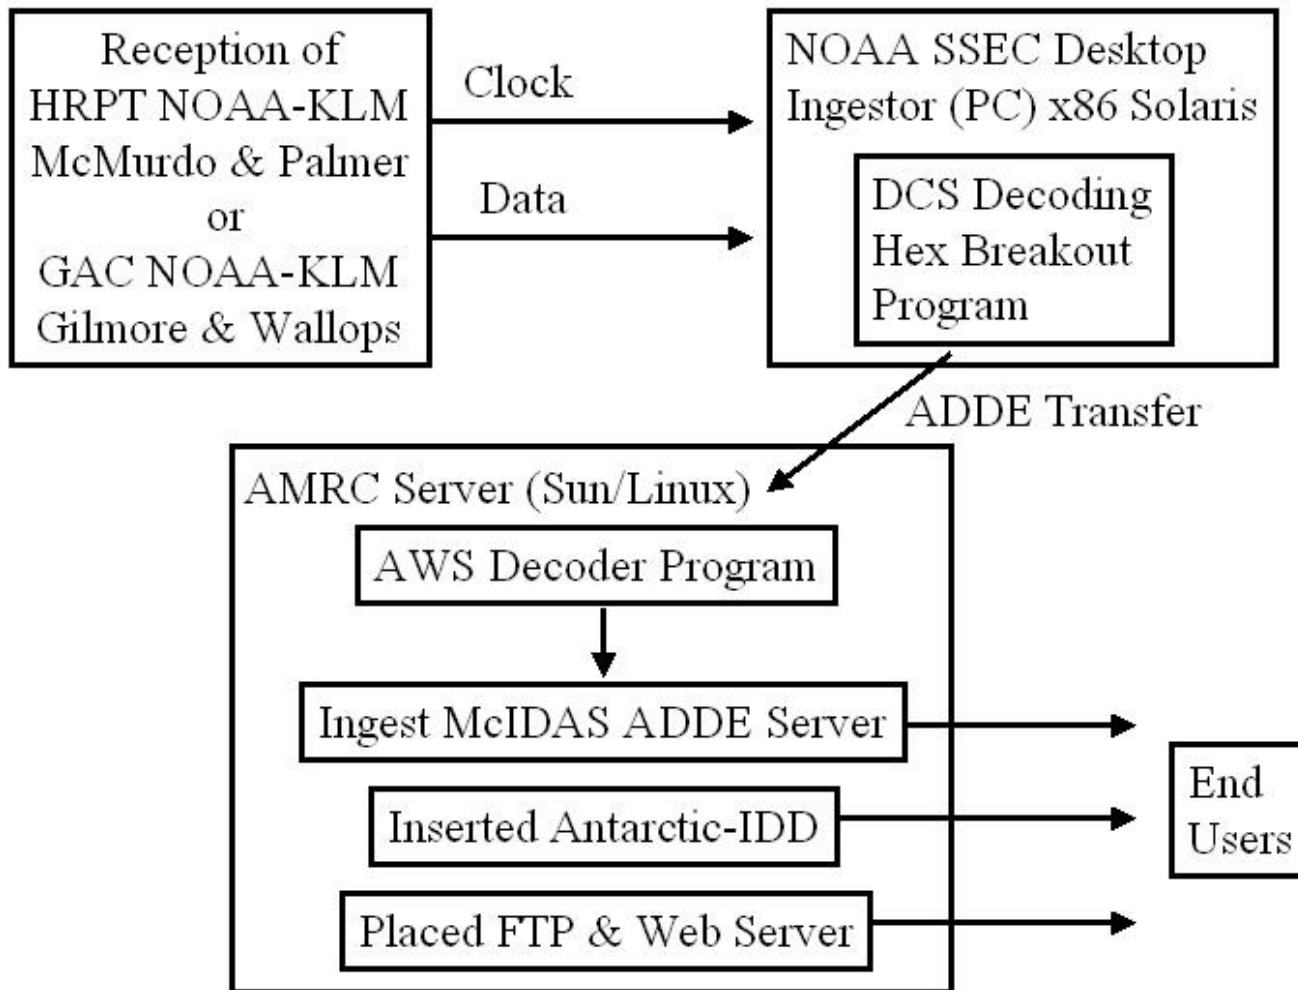 Reception of
HRPT NOAA-KLM
McMurdo & Palmer
or
GAC NOAA-KLM
Gilmore & Wallops
Clock
Data
NOAA SSEC Desktop
Ingestor (PC) x86 Solaris
DCS Decoding
Hex Breakout
Program
ADDE Transfer
AMRC Server (Sun/Linux)
AWS Decoder Program
Ingest McIDAS ADDE Server
Inserted Antarctic-IDD
Placed FTP & Web Server
End
Users